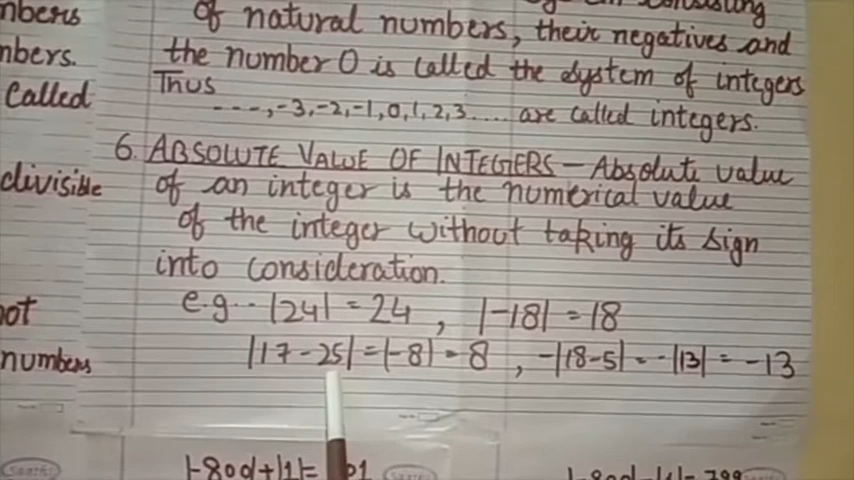 of natural numbers, their negatives and
the number 0 is called the system of integers
Thus
----, -3, -2, -1, 0, 1, 2, 3 .... are called integers.
6. ABSOLUTE VALUE OF INTEGERS - Absolute value
of an integer is the numerical value
of the integer without taking its sign
into consideration.
e.g.. |24| = 24 , |-18| = 18
|17-25| = |-8| = 8 , -|18-5| = -|13| = -13
called
divisible
numbers